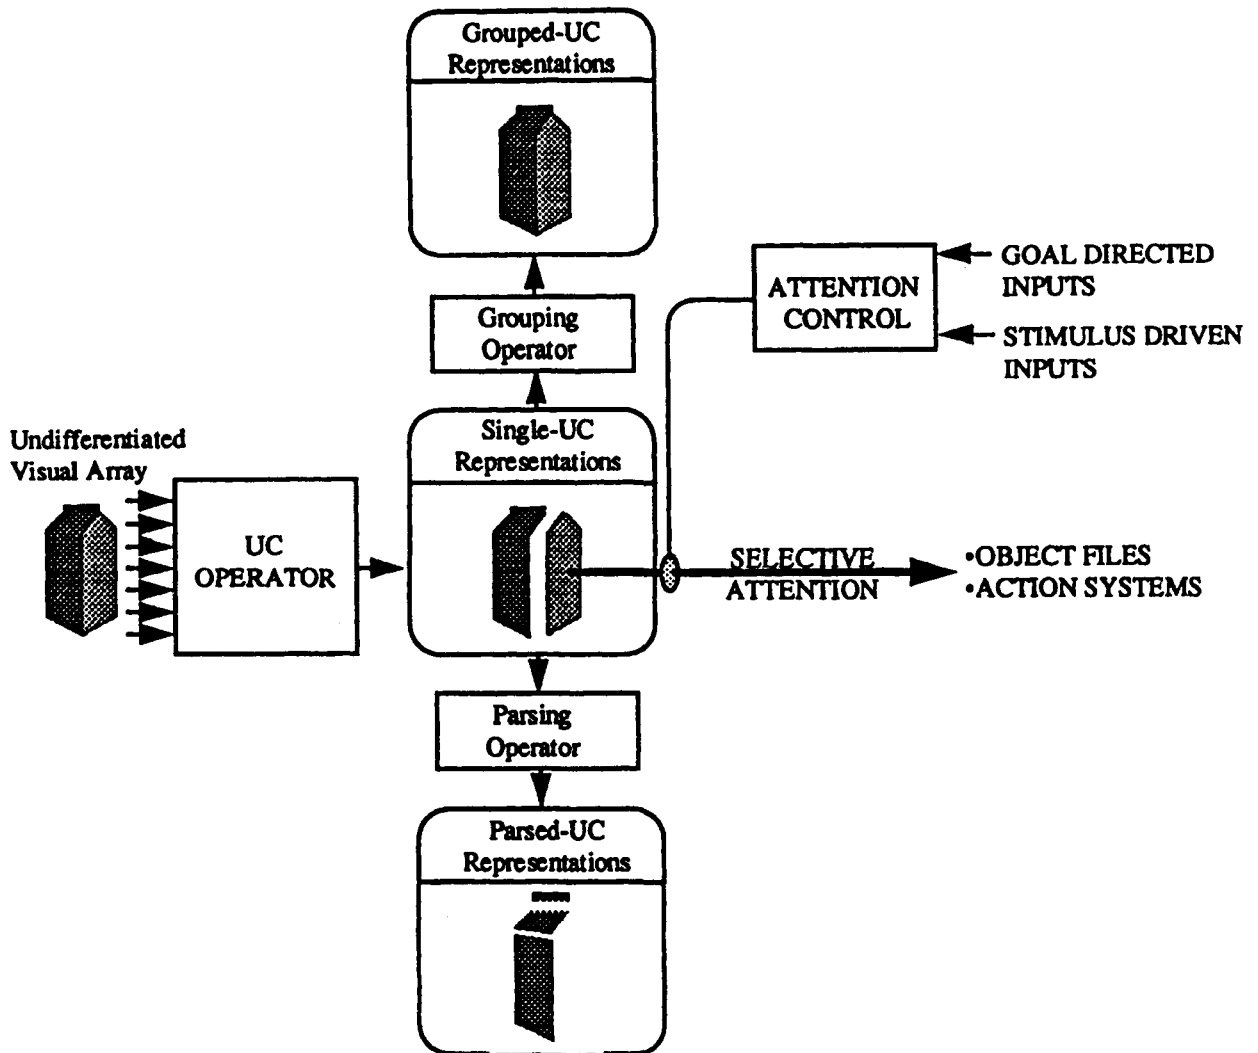 Grouped-UC
Representations
Grouping
Operator
ATTENTION
CONTROL
GOAL DIRECTED
INPUTS
STIMULUS DRIVEN
INPUTS
Undifferentiated
Visual Array
UC
OPERATOR
Single-UC
Representations
SELECTIVE
ATTENTION
•OBJECT FILES
•ACTION SYSTEMS
Parsing
Operator
Parsed-UC
Representations